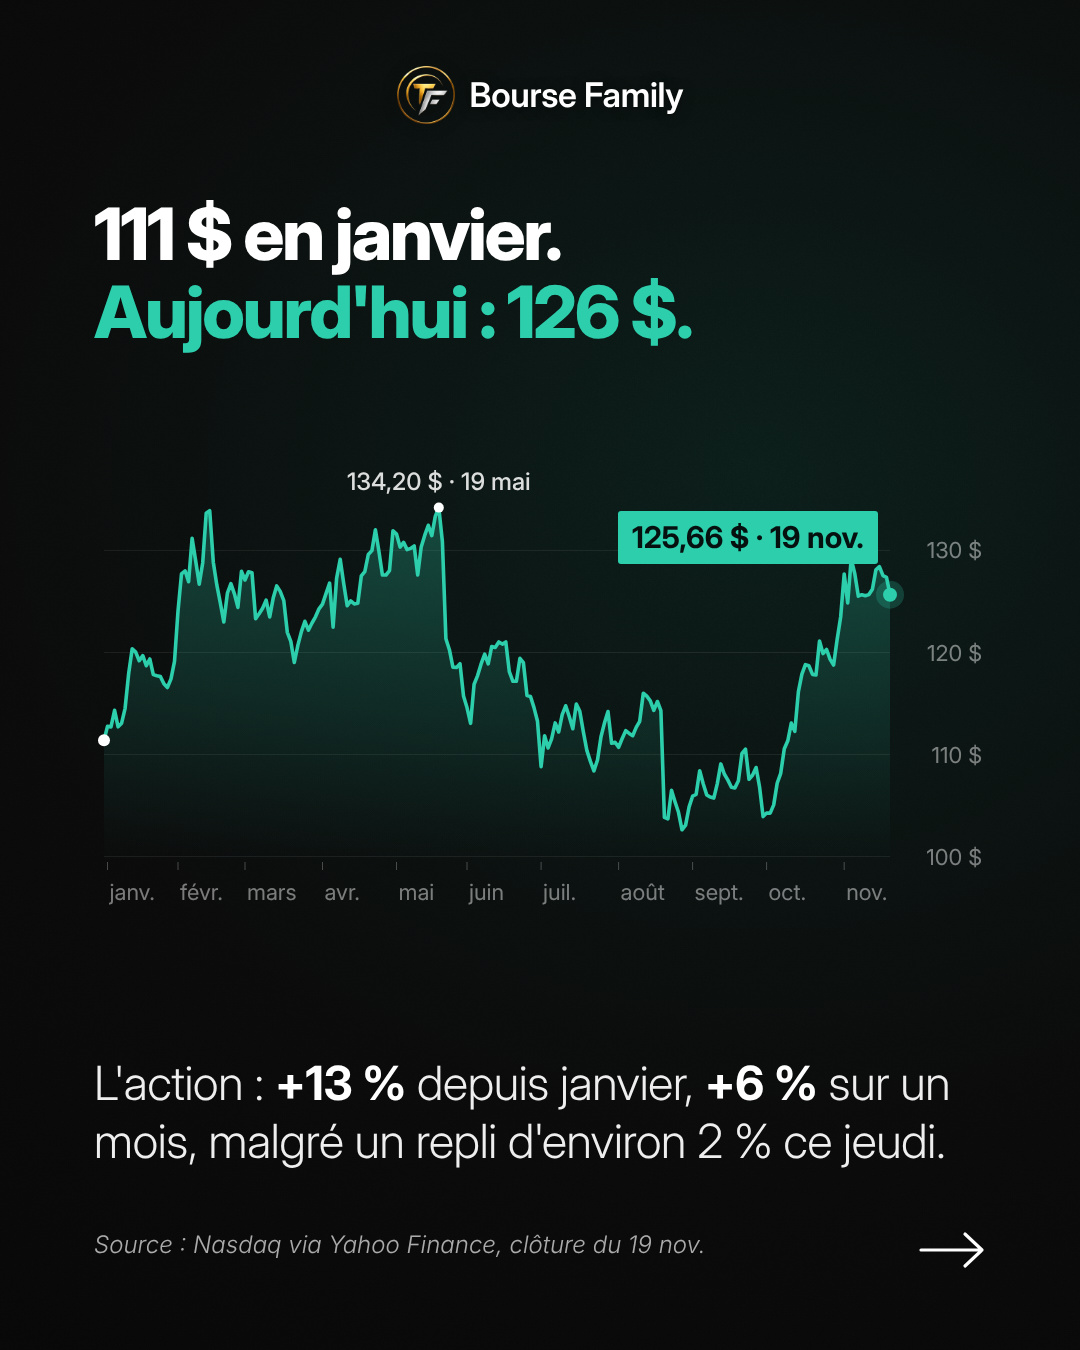 TF Bourse Family
111 $ en janvier.
Aujourd'hui : 126 $.
134,20 $ · 19 mai
125,66 $ · 19 nov.
130 $
120 $
110 $
100 $
janv. févr. mars avr. mai juin juil. août sept. oct. nov.
L'action : +13 % depuis janvier, +6 % sur un
mois, malgré un repli d'environ 2 % ce jeudi.
Source : Nasdaq via Yahoo Finance, clôture du 19 nov.